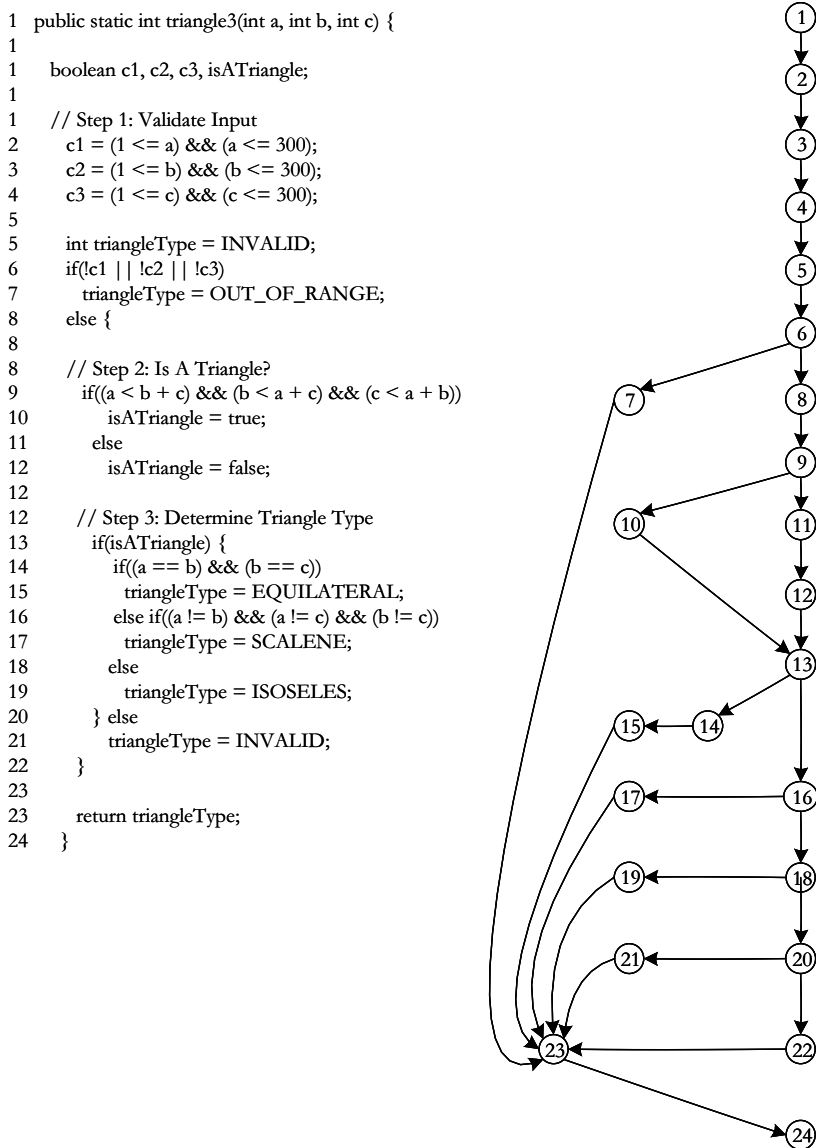 1 public static int triangle3(int a, int b, int c) {
1
1 boolean c1, c2, c3, isATriangle;
1
1 // Step 1: Validate Input
2 c1 = (1 <= a) && (a <= 300);
3 c2 = (1 <= b) && (b <= 300);
4 c3 = (1 <= c) && (c <= 300);
5
5 int triangleType = INVALID;
6 if(!c1 || !c2 || !c3)
7 triangleType = OUT_OF_RANGE;
8 else {
8
8 // Step 2: Is A Triangle?
9 if((a < b + c) && (b < a + c) && (c < a + b))
10 isATriangle = true;
11 else
12 isATriangle = false;
12
12 // Step 3: Determine Triangle Type
13 if(isATriangle) {
14 if((a == b) && (b == c))
15 triangleType = EQUILATERAL;
16 else if((a != b) && (a != c) && (b != c))
17 triangleType = SCALENE;
18 else
19 triangleType = ISOSELES;
20 } else
21 triangleType = INVALID;
22 }
23
23 return triangleType;
24 }
1
2
3
4
5
6
7 8
9
10 11
12
13
15 14
17 16
19 18
21 20
23 22
24